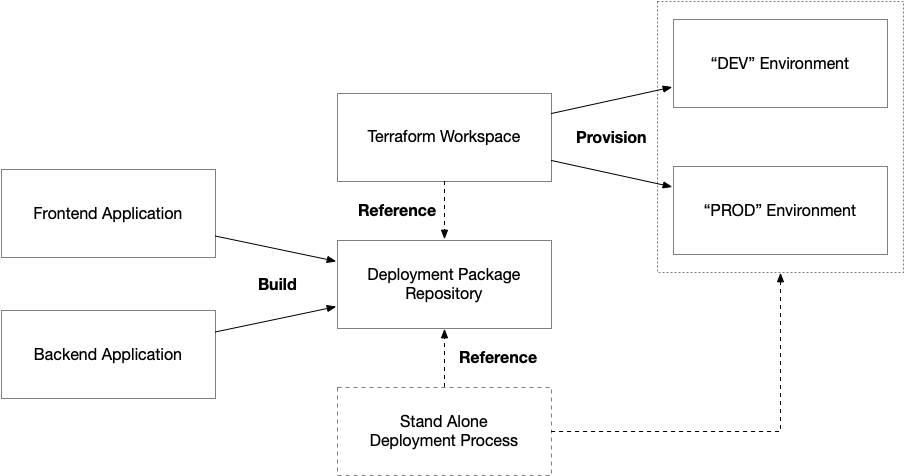 “DEV” Environment
Terraform Workspace
Provision
Frontend Application
Reference
“PROD” Environment
Build
Deployment Package
Repository
Backend Application
Reference
Stand Alone
Deployment Process